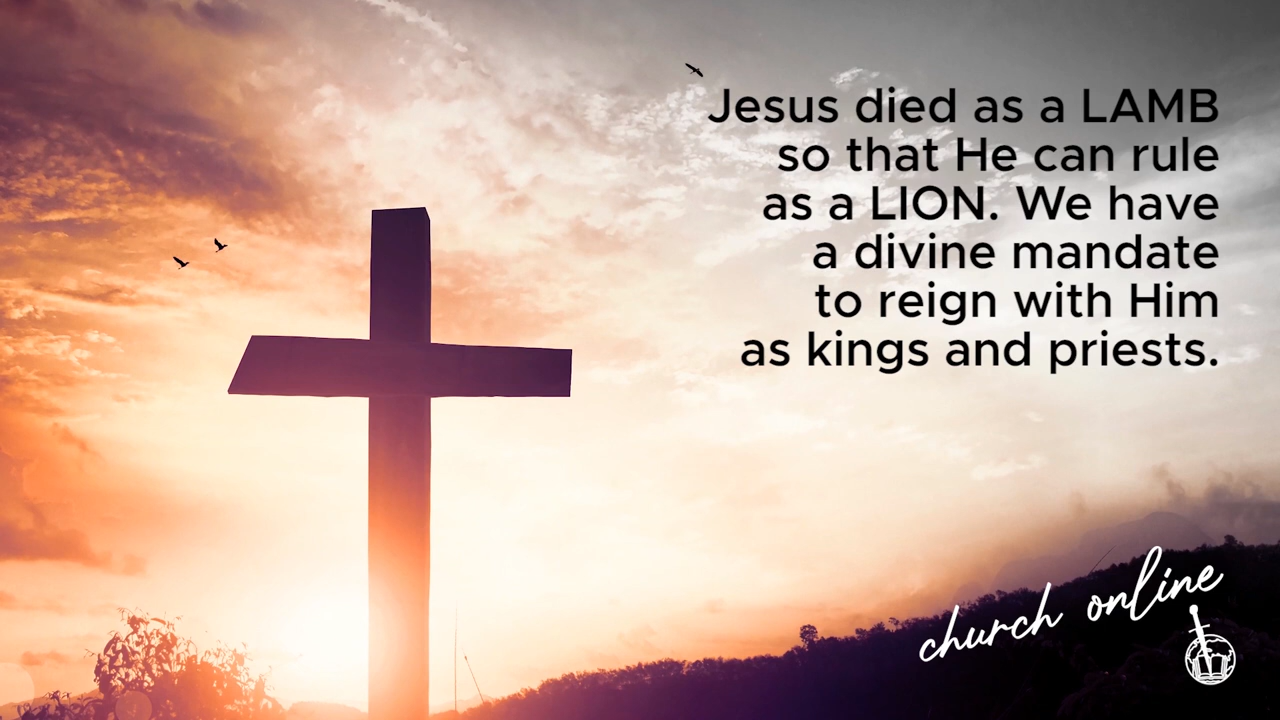 Jesus died as a LAMB
so that He can rule
as a LION. We have
a divine mandate
to reign with Him
as kings and priests.
church online